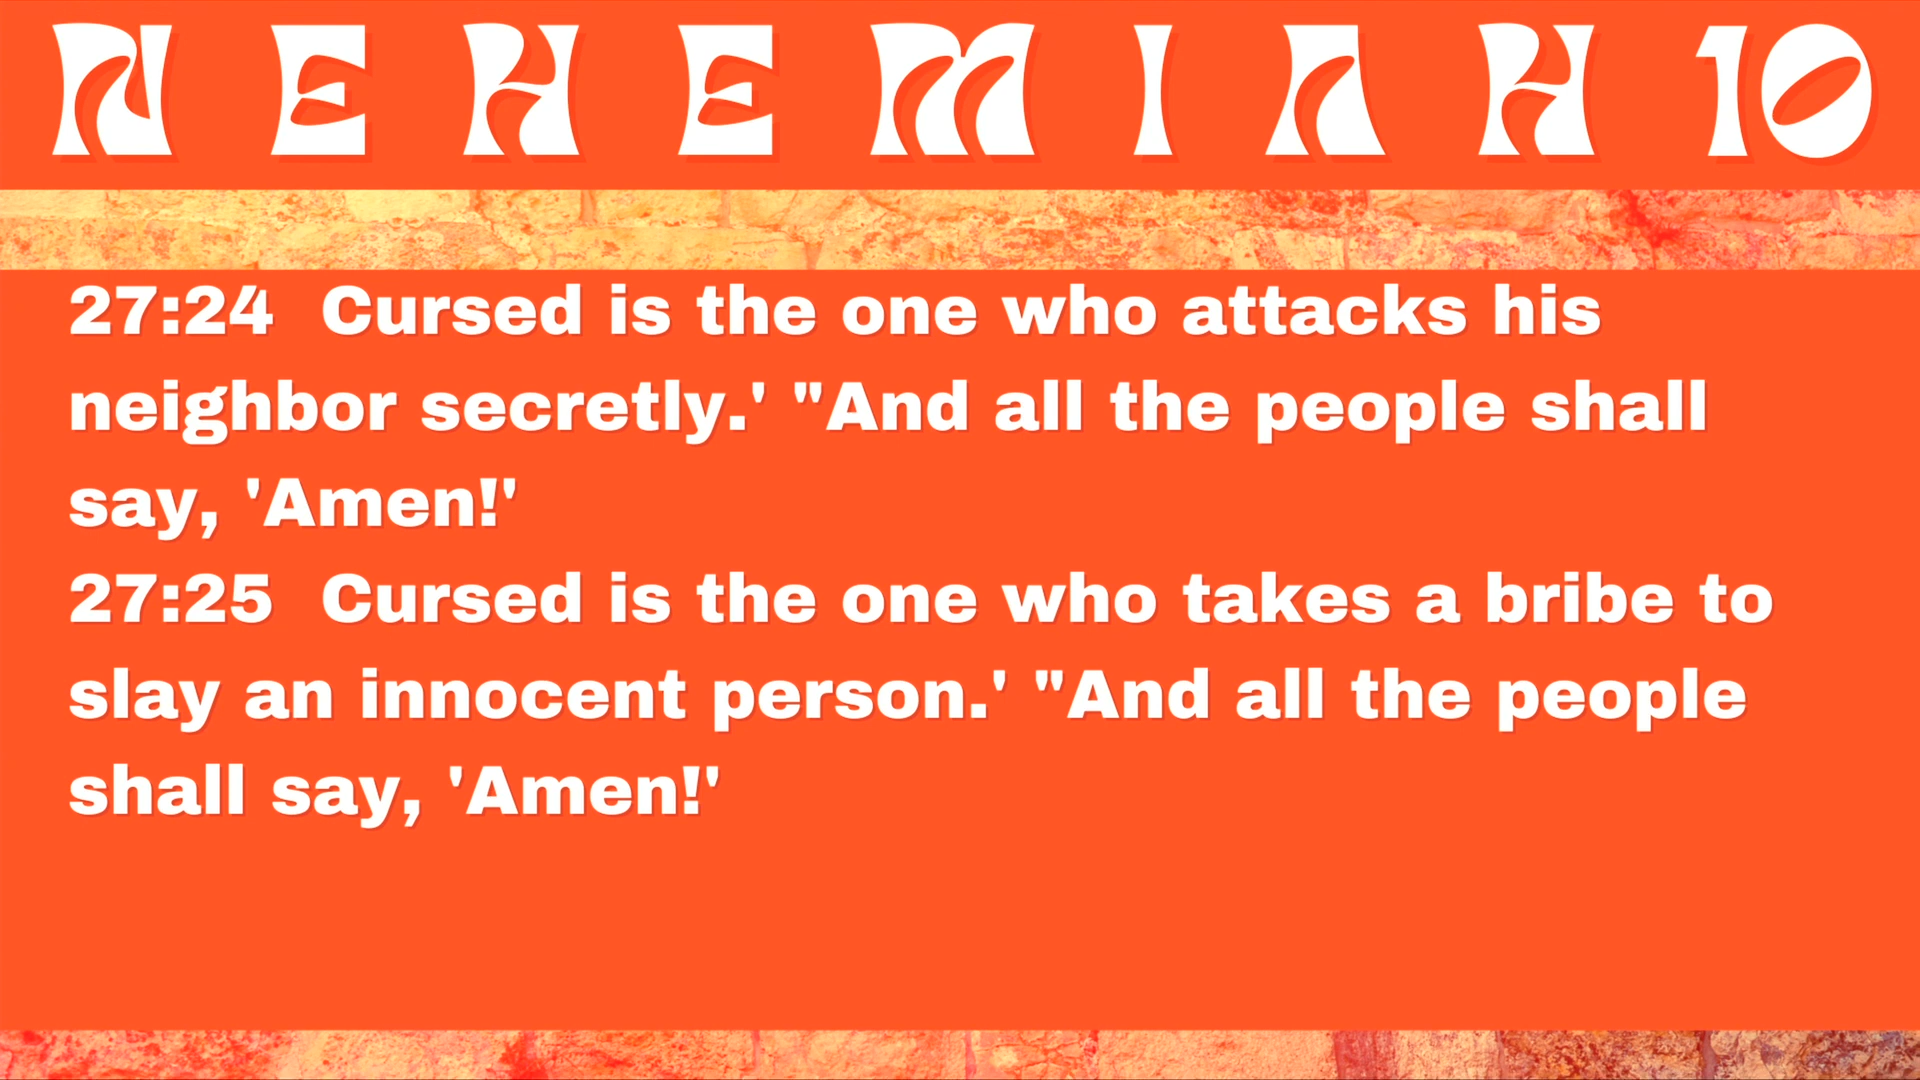 NEHEMIAH 10
27:24 Cursed is the one who attacks his
neighbor secretly.' "And all the people shall
say, 'Amen!'
27:25 Cursed is the one who takes a bribe to
slay an innocent person.' "And all the people
shall say, 'Amen!'